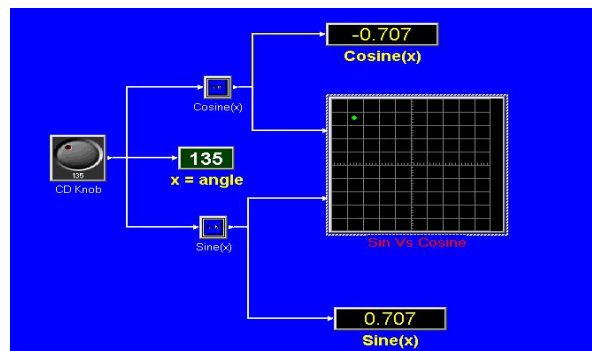 -0.707
Cosine(x)
Cosine(x)
135
x = angle
135
CD Knob
Sine(x)
Sin Vs Cosine
0.707
Sine(x)